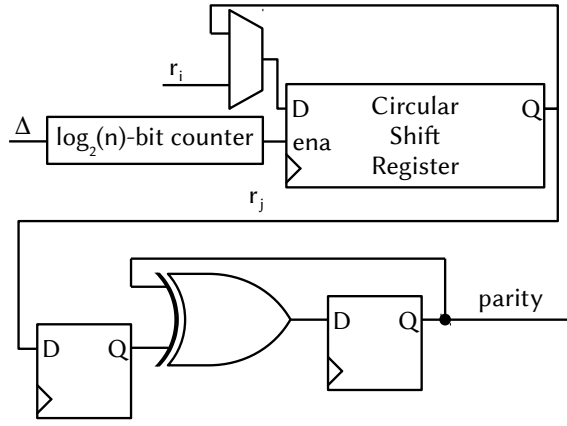 r_i
D Circular Q
Δ log_2(n)-bit counter ena Shift
Register
r_j
parity
D Q D Q